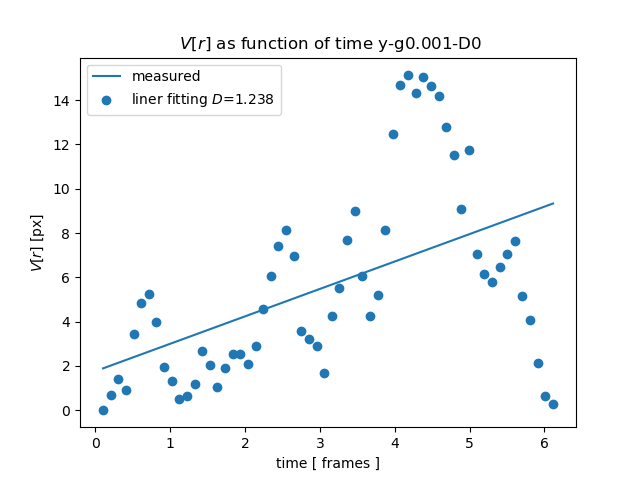 V[r] as function of time y-g0.001-D0
measured
liner fitting D=1.238
14
12
10
8
6
4
2
0
V[r] [px]
0 1 2 3 4 5 6
time [ frames ]